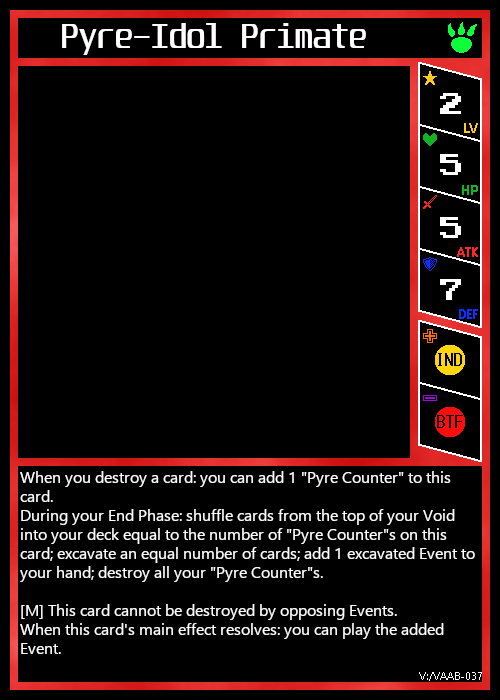 Pyre-Idol Primate
2
LV
5
HP
5
ATK
7
DEF
IND
BTF
When you destroy a card: you can add 1 "Pyre Counter" to this
card.
During your End Phase: shuffle cards from the top of your Void
into your deck equal to the number of "Pyre Counter"s on this
card; excavate an equal number of cards; add 1 excavated Event to
your hand; destroy all your "Pyre Counter"s.
[M] This card cannot be destroyed by opposing Events.
When this card's main effect resolves: you can play the added
Event.
V:/VAAB-037